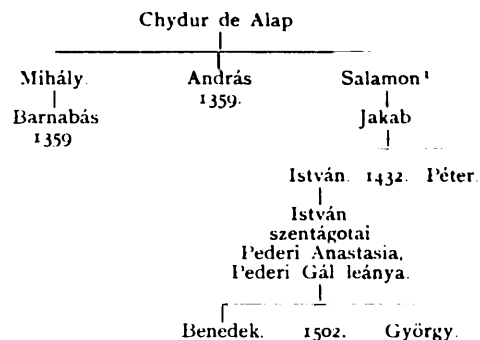 Chydur de Alap
Mihály. András Salamon¹
1359.
Barnabás Jakab
1359
István. 1432. Péter.
István
szentágotai
Pederi Anastasia,
Pederi Gál leánya.
Benedek. 1502. György.